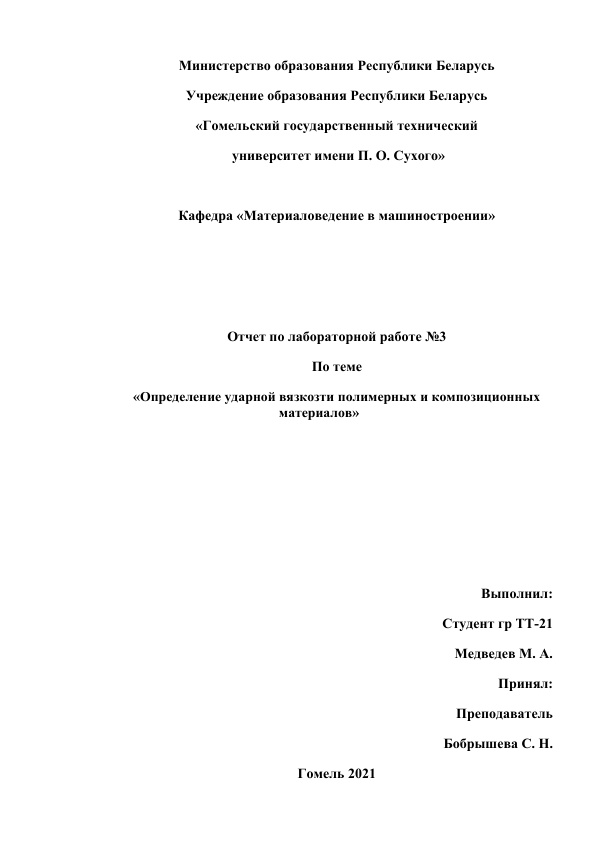 Министерство образования Республики Беларусь
Учреждение образования Республики Беларусь
«Гомельский государственный технический
университет имени П. О. Сухого»
Кафедра «Материаловедение в машиностроении»
Отчет по лабораторной работе №3
По теме
«Определение ударной вязкозти полимерных и композиционных
материалов»
Выполнил:
Студент гр ТТ-21
Медведев М. А.
Принял:
Преподаватель
Бобрышева С. Н.
Гомель 2021